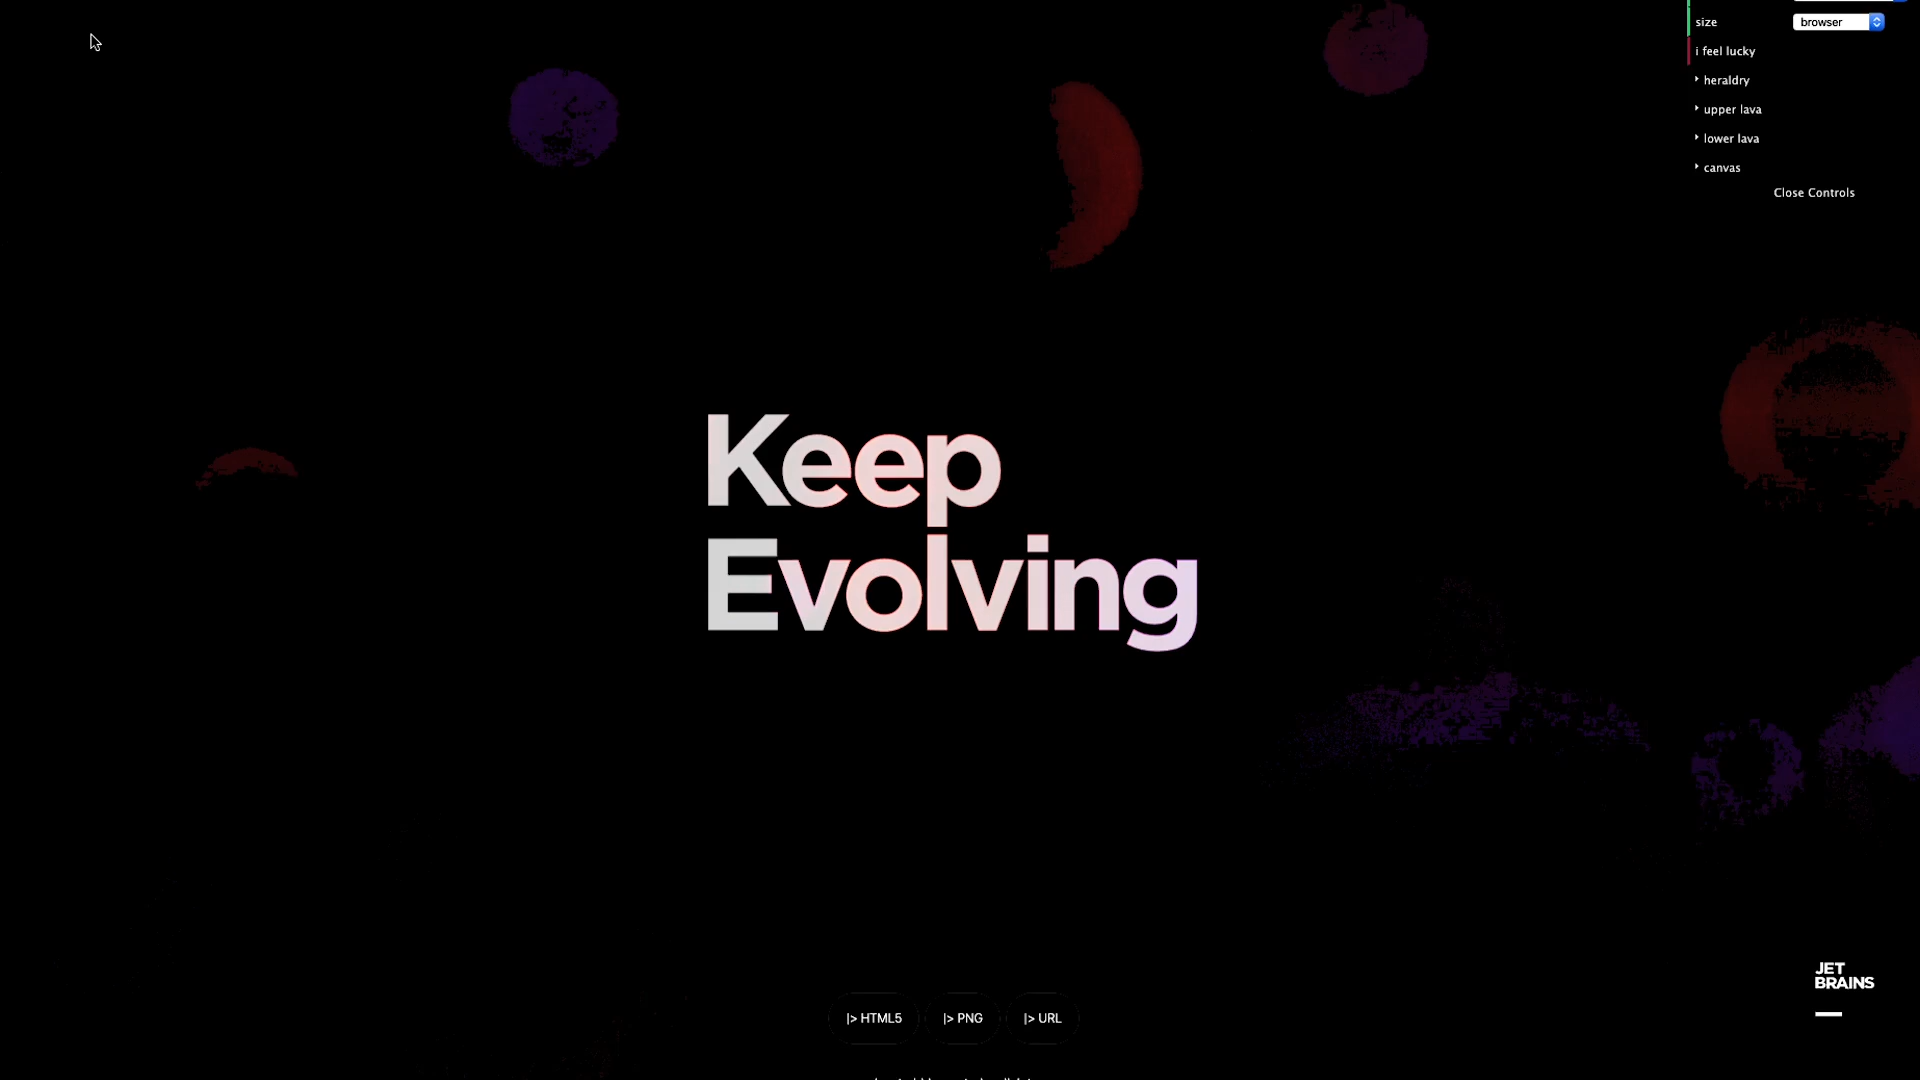 size
browser
i feel lucky
heraldry
upper lava
lower lava
canvas
Close Controls
Keep
Evolving
JET
BRAINS
|> HTML5
|> PNG
|> URL